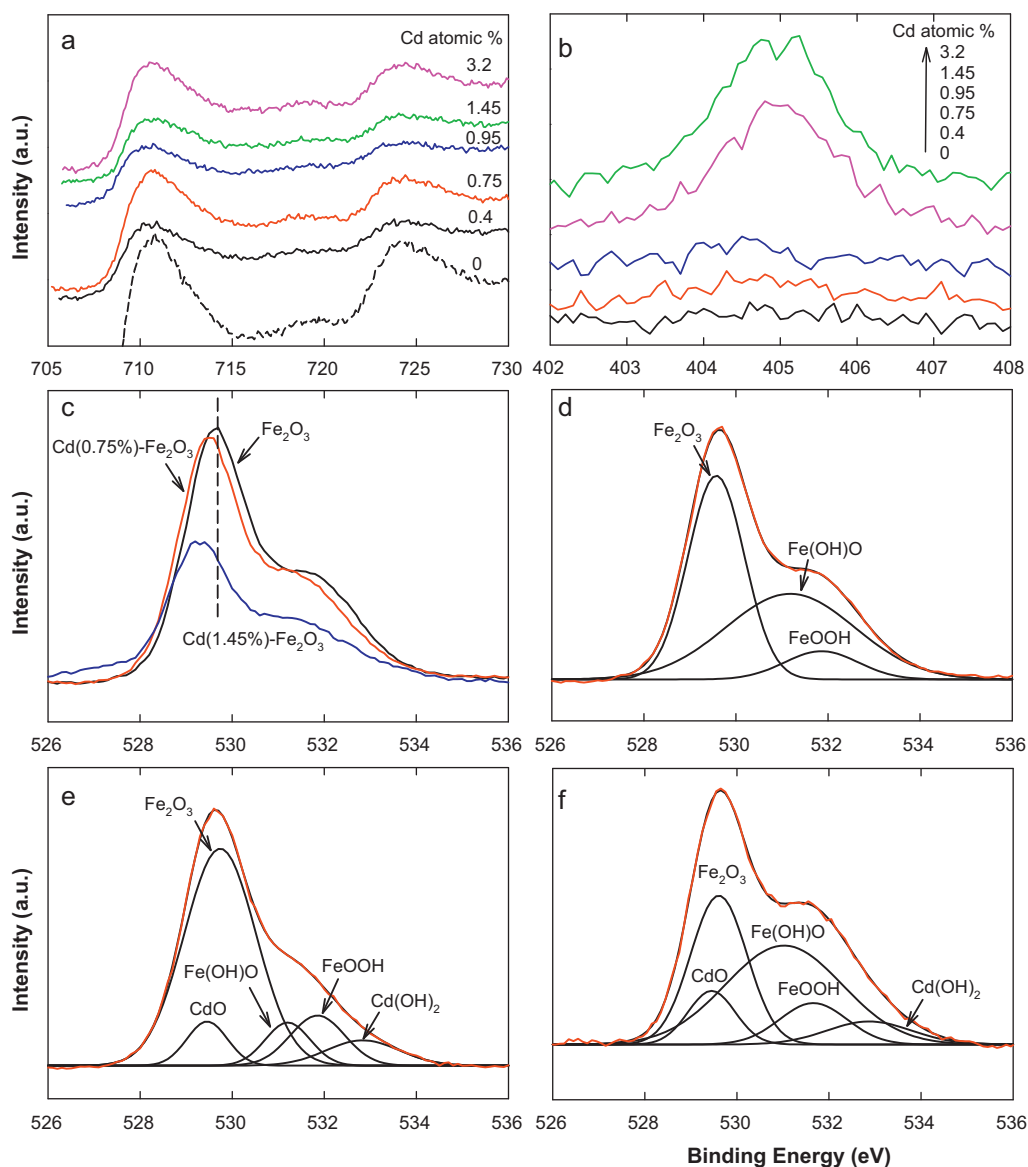 a
Cd atomic %
3.2
1.45
0.95
0.75
0.4
0
705 710 715 720 725 730
b
Cd atomic %
3.2
1.45
0.95
0.75
0.4
0
402 403 404 405 406 407 408
Intensity (a.u.)
c
Fe₂O₃
Cd(0.75%)-Fe₂O₃
Cd(1.45%)-Fe₂O₃
526 528 530 532 534 536
d
Fe₂O₃
Fe(OH)O
FeOOH
526 528 530 532 534 536
Intensity (a.u.)
e
Fe₂O₃
Fe(OH)O
FeOOH
CdO
Cd(OH)₂
526 528 530 532 534 536
f
Fe₂O₃
Fe(OH)O
CdO
FeOOH
Cd(OH)₂
526 528 530 532 534 536
Intensity (a.u.)
Binding Energy (eV)